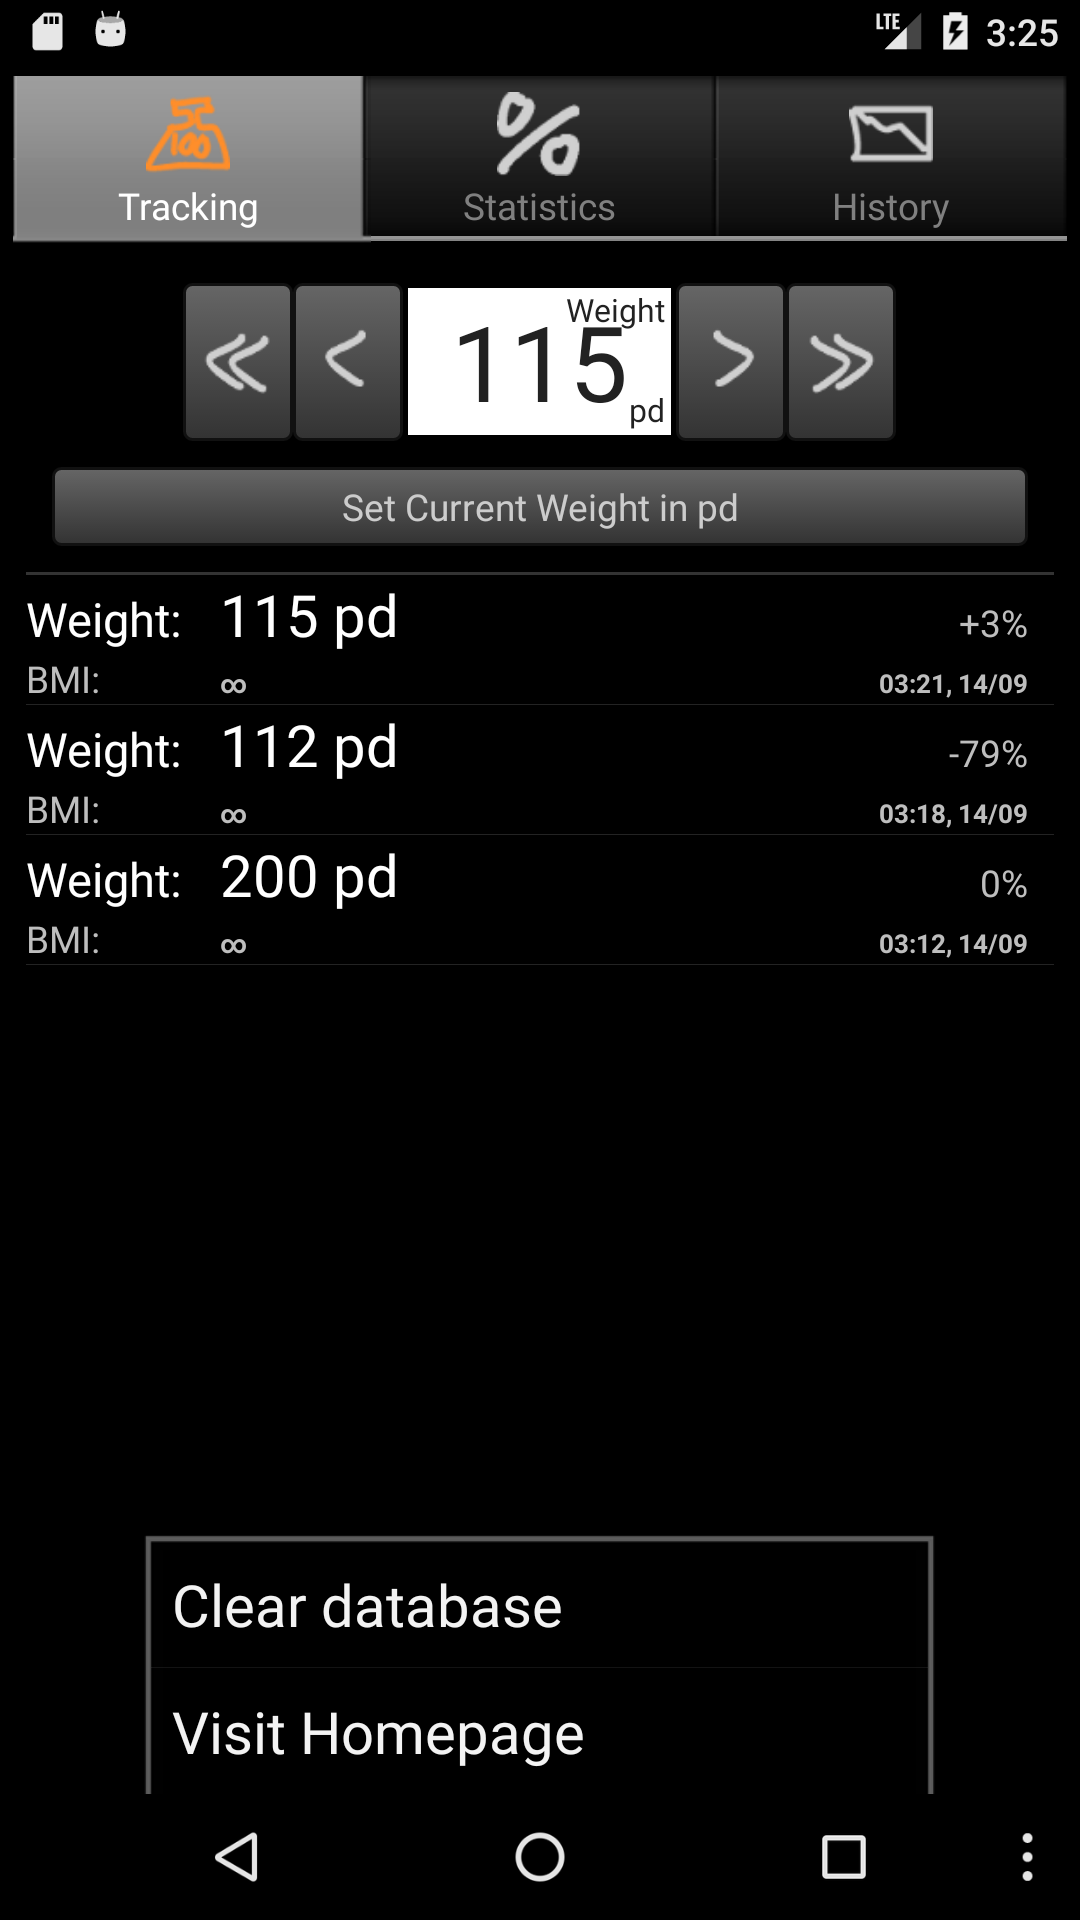 LTE 3:25
Tracking Statistics History
Weight
115
pd
Set Current Weight in pd
Weight: 115 pd +3%
BMI: ∞ 03:21, 14/09
Weight: 112 pd -79%
BMI: ∞ 03:18, 14/09
Weight: 200 pd 0%
BMI: ∞ 03:12, 14/09
Clear database
Visit Homepage